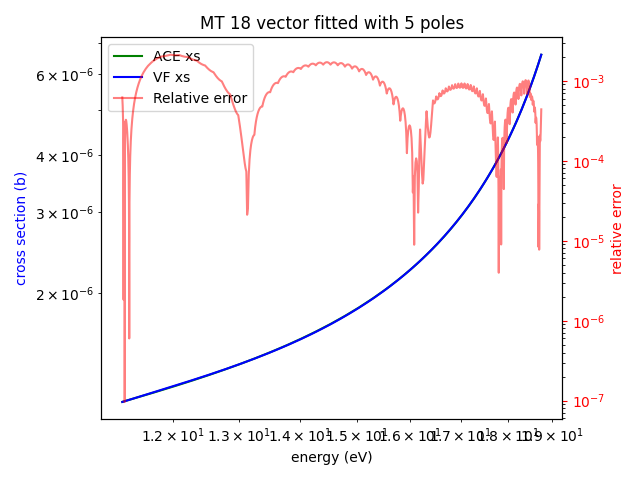 MT 18 vector fitted with 5 poles
ACE xs
VF xs
Relative error
6 × 10⁻⁶
4 × 10⁻⁶
3 × 10⁻⁶
2 × 10⁻⁶
cross section (b)
10⁻³
10⁻⁴
10⁻⁵
10⁻⁶
10⁻⁷
relative error
1.2 × 10¹ 1.3 × 10¹ 1.4 × 10¹ 1.5 × 10¹ 1.6 × 10¹ 1.7 × 10¹ 1.8 × 10¹ 1.9 × 10¹
energy (eV)